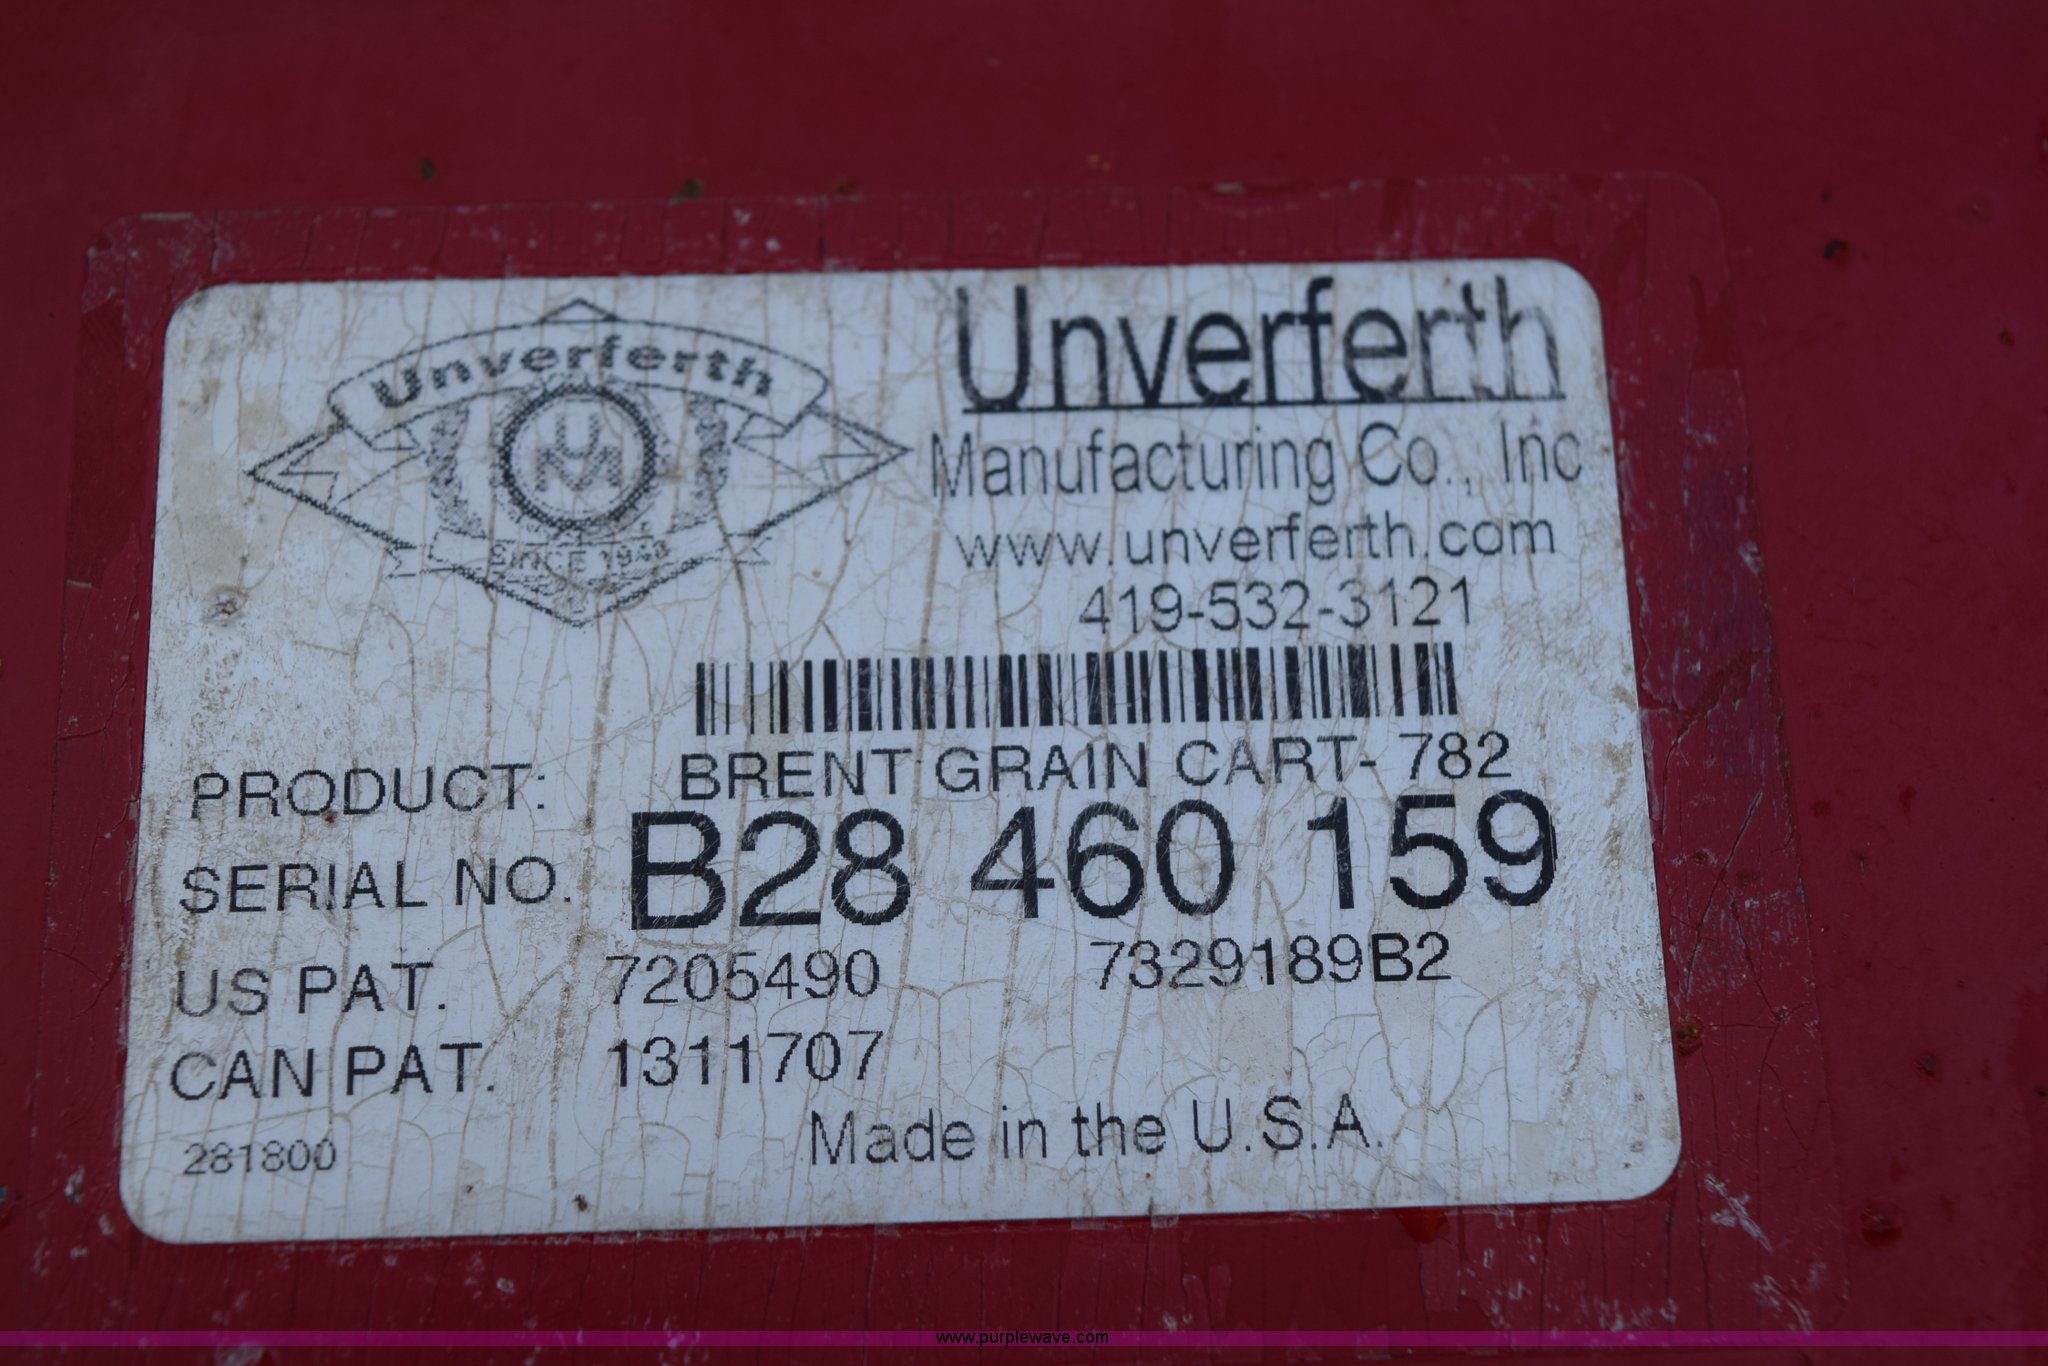 Unverferth
UM
SINCE 1948
Unverferth
Manufacturing Co., Inc
www.unverferth.com
419-532-3121
PRODUCT: BRENT GRAIN CART- 782
SERIAL NO. B28 460 159
US PAT. 7205490 7329189B2
CAN PAT. 1311707
281800 Made in the U.S.A.
www.purplewave.com